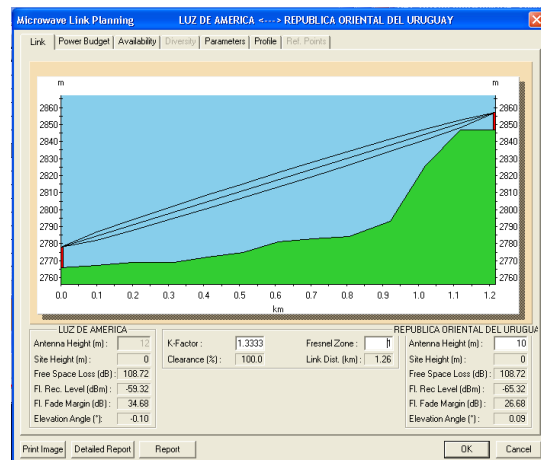 Microwave Link Planning LUZ DE AMERICA <---> REPUBLICA ORIENTAL DEL URUGUAY
Link Power Budget Availability Diversity Parameters Profile Ref. Points
m m
2860 2860
2850 2850
2840 2840
2830 2830
2820 2820
2810 2810
2800 2800
2790 2790
2780 2780
2770 2770
2760 2760
0.0 0.1 0.2 0.3 0.4 0.5 0.6 0.7 0.8 0.9 1.0 1.1 1.2
km
LUZ DE AMERICA
Antenna Height (m) : 12
Site Height (m) : 0
Free Space Loss (dB) : 108.72
Fl. Rec. Level (dBm) : -59.32
Fl. Fade Margin (dB) : 34.68
Elevation Angle (°): -0.10
K-Factor : 1.3333 Fresnel Zone : 1
Clearance (%) : 100.0 Link Dist. (km) : 1.26
REPUBLICA ORIENTAL DEL URUGUA
Antenna Height (m) : 10
Site Height (m) : 0
Free Space Loss (dB) : 108.72
Fl. Rec. Level (dBm) : -65.32
Fl. Fade Margin (dB) : 26.68
Elevation Angle (°): 0.09
Print Image Detailed Report Report OK Cancel